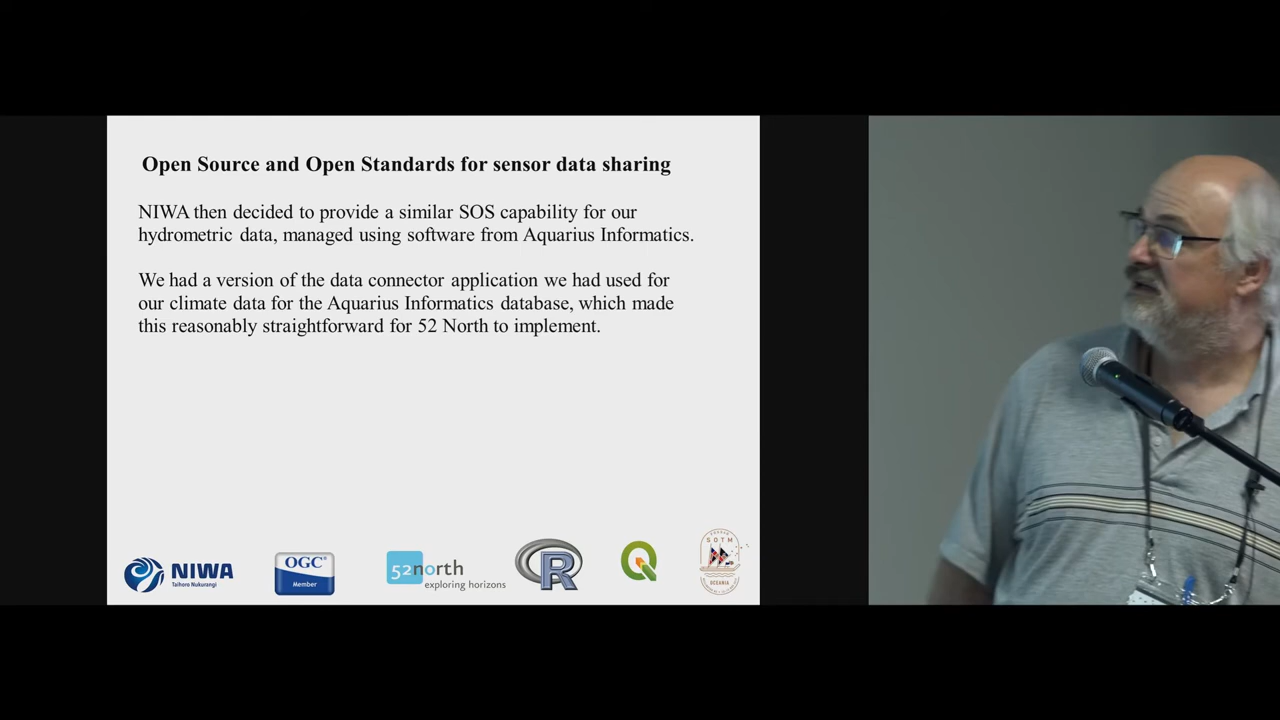 Open Source and Open Standards for sensor data sharing
NIWA then decided to provide a similar SOS capability for our
hydrometric data, managed using software from Aquarius Informatics.
We had a version of the data connector application we had used for
our climate data for the Aquarius Informatics database, which made
this reasonably straightforward for 52 North to implement.
NIWA
Taihoro Nukurangi
OGC®
Member
52north
exploring horizons
R
Q
SOTM
OCEANIA